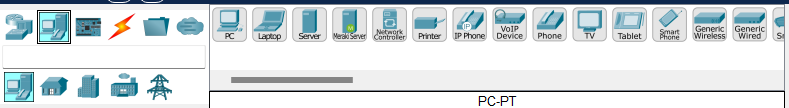 PC
Laptop
Server
Meraki Server
Network
Controller
Printer
IP
IP Phone
VoIP
Device
Phone
TV
Tablet
Smart
Phone
Generic
Wireless
Generic
Wired
PC-PT